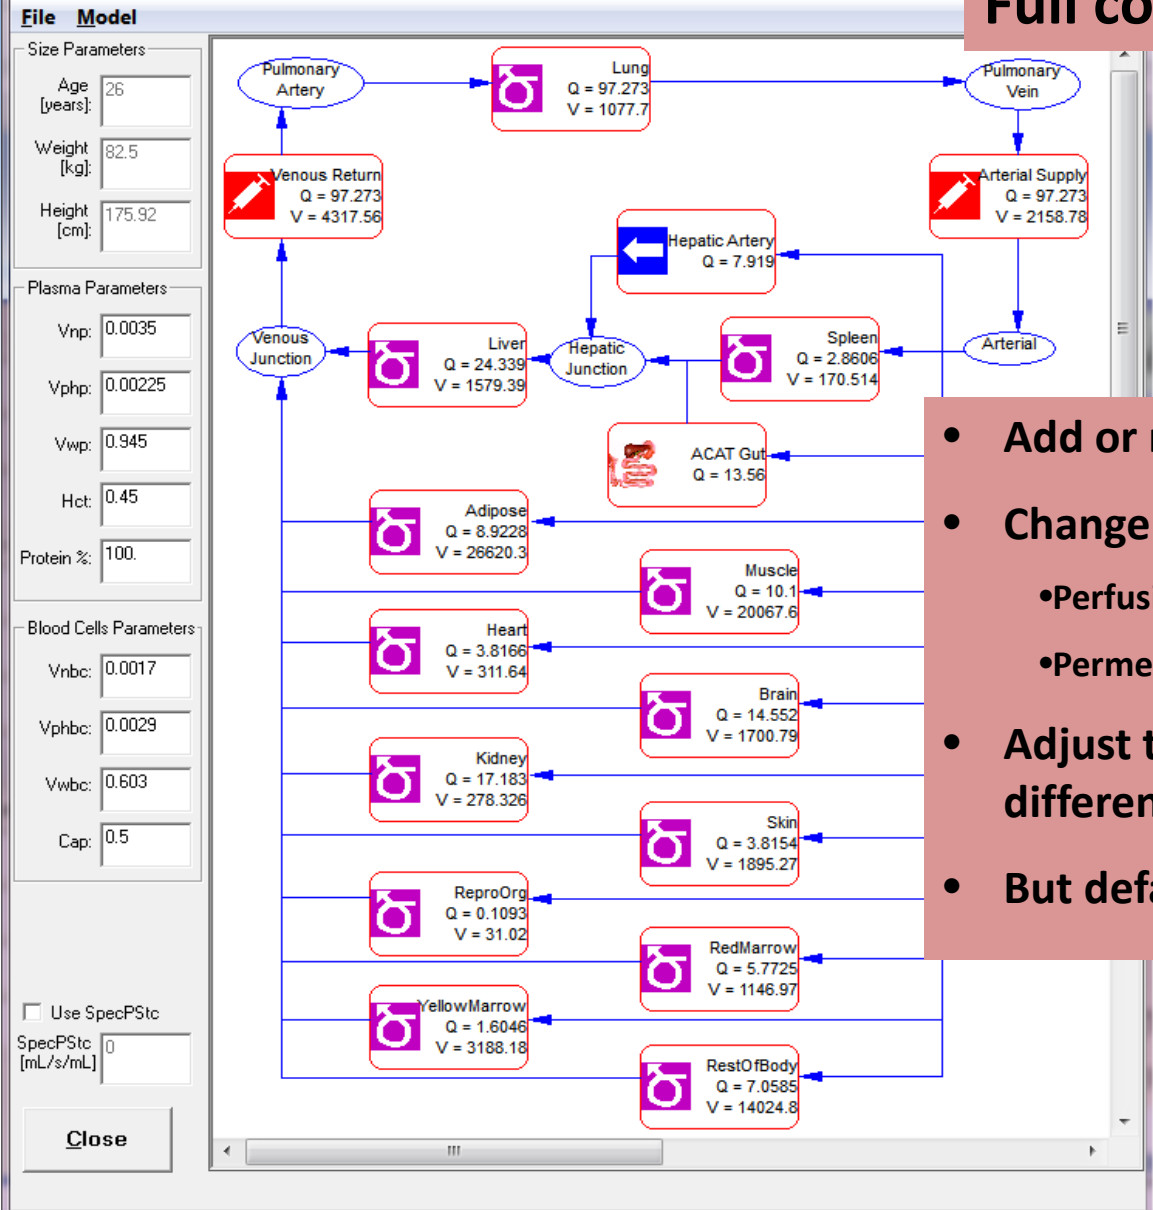 Full co
File Model
Size Parameters
Age
[years]:
26
Weight
[kg]:
82.5
Height
[cm]:
175.92
Plasma Parameters
Vnp: 0.0035
Vphp: 0.00225
Vwp: 0.945
Hct: 0.45
Protein %: 100.
Blood Cells Parameters
Vnbc: 0.0017
Vphbc: 0.0029
Vwbc: 0.603
Cap: 0.5
Use SpecPStc
SpecPStc
[mL/s/mL]
0
Close
Pulmonary
Artery
Lung
Q = 97.273
V = 1077.7
Pulmonary
Vein
Venous Return
Q = 97.273
V = 4317.56
Arterial Supply
Q = 97.273
V = 2158.78
Hepatic Artery
Q = 7.919
Venous
Junction
Liver
Q = 24.339
V = 1579.39
Hepatic
Junction
Spleen
Q = 2.8606
V = 170.514
Arterial
ACAT Gut
Q = 13.56
Adipose
Q = 8.9228
V = 26620.3
Muscle
Q = 10.1
V = 20067.6
Heart
Q = 3.8166
V = 311.64
Brain
Q = 14.552
V = 1700.79
Kidney
Q = 17.183
V = 278.326
Skin
Q = 3.8154
V = 1895.27
ReproOrg
Q = 0.1093
V = 31.02
RedMarrow
Q = 5.7725
V = 1146.97
YellowMarrow
Q = 1.6046
V = 3188.18
RestOfBody
Q = 7.0585
V = 14024.8
• Add or
• Change
•Perfus
•Perme
• Adjust t
differen
• But defa